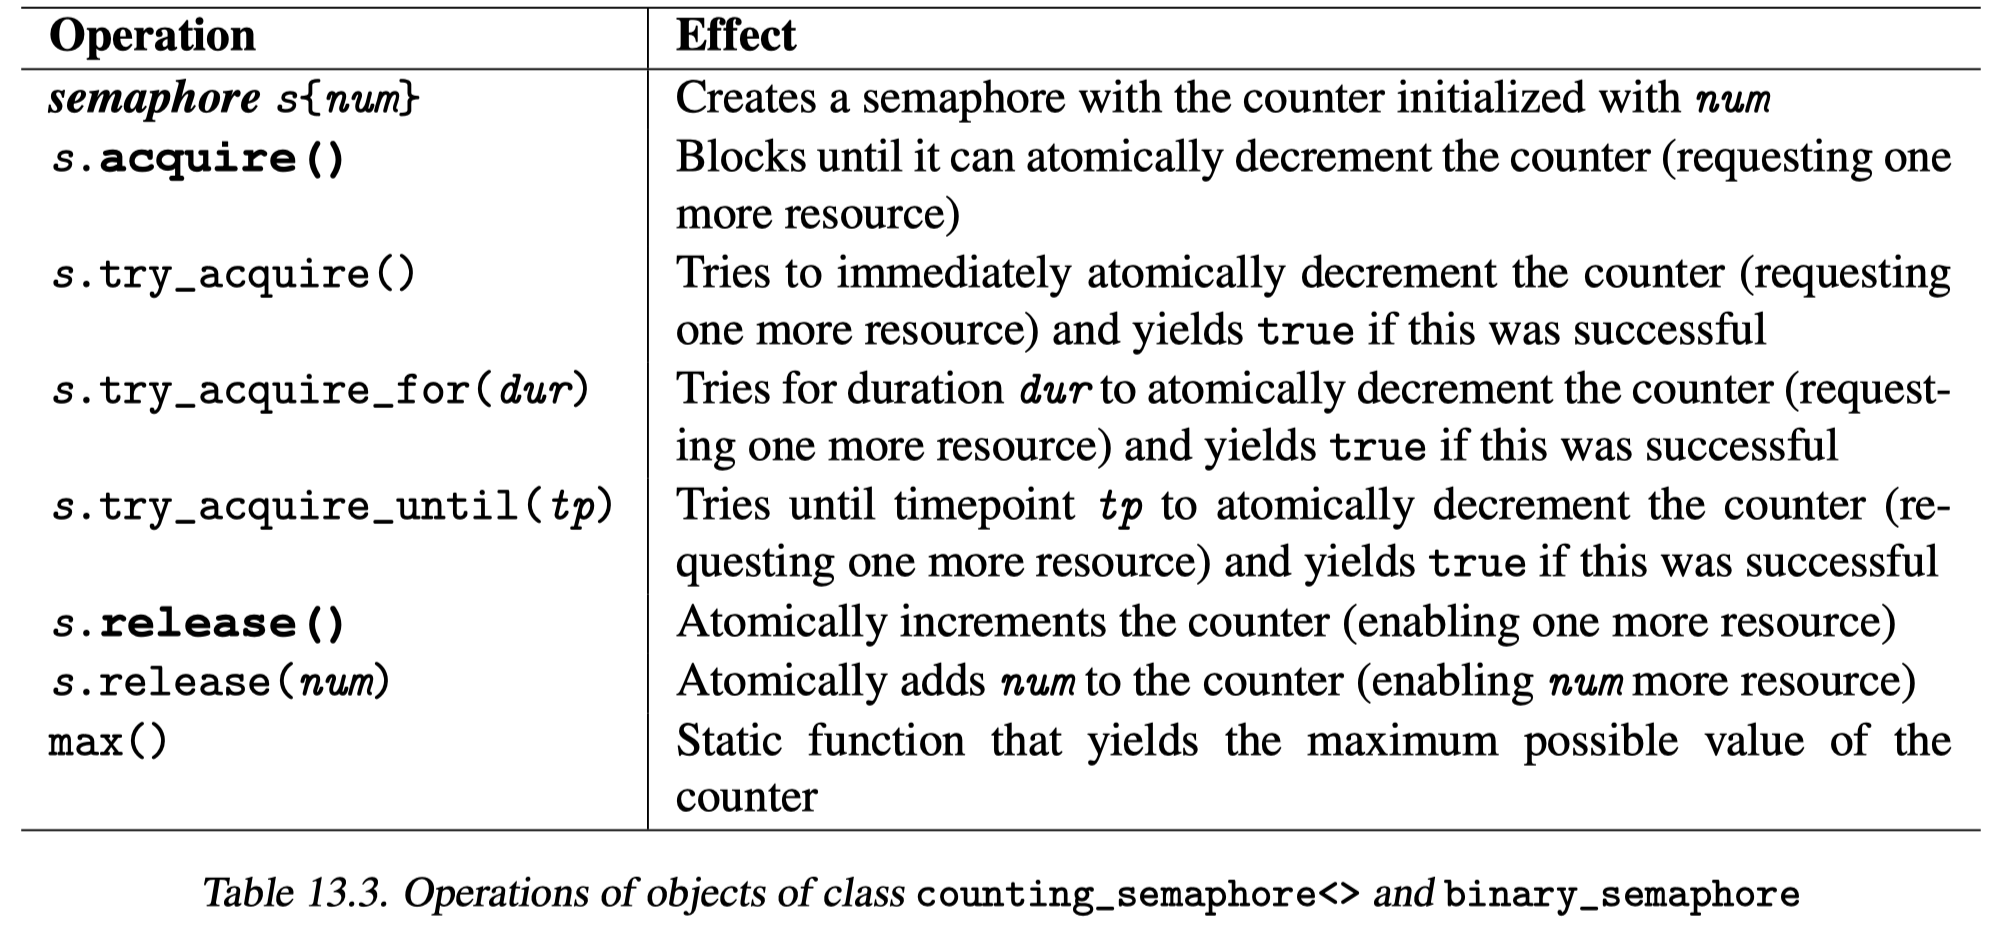 Operation Effect
semaphore s{num} Creates a semaphore with the counter initialized with num
s.acquire() Blocks until it can atomically decrement the counter (requesting one
more resource)
s.try_acquire() Tries to immediately atomically decrement the counter (requesting
one more resource) and yields true if this was successful
s.try_acquire_for(dur) Tries for duration dur to atomically decrement the counter (request-
ing one more resource) and yields true if this was successful
s.try_acquire_until(tp) Tries until timepoint tp to atomically decrement the counter (re-
questing one more resource) and yields true if this was successful
s.release() Atomically increments the counter (enabling one more resource)
s.release(num) Atomically adds num to the counter (enabling num more resource)
max() Static function that yields the maximum possible value of the
counter
Table 13.3. Operations of objects of class counting_semaphore<> and binary_semaphore